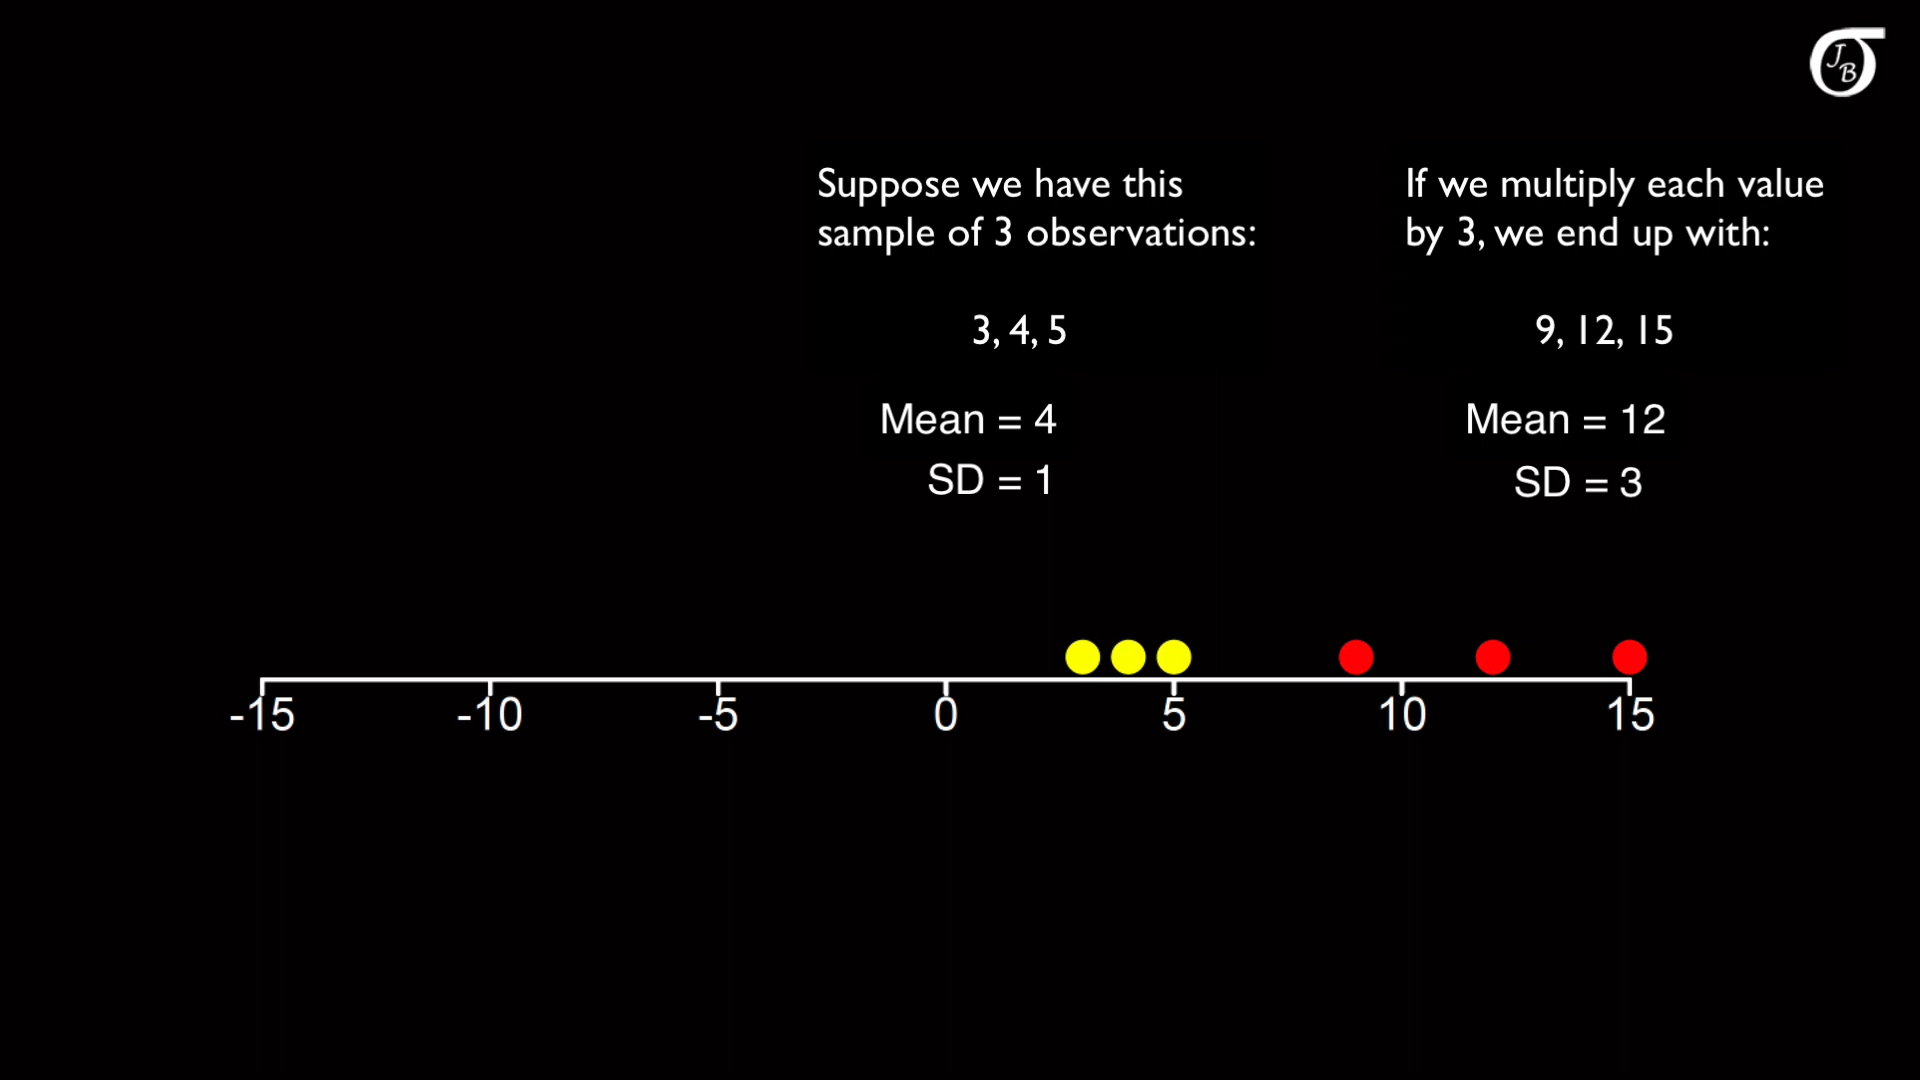 JB
Suppose we have this
sample of 3 observations:
3, 4, 5
Mean = 4
SD = 1
If we multiply each value
by 3, we end up with:
9, 12, 15
Mean = 12
SD = 3
-15 -10 -5 0 5 10 15